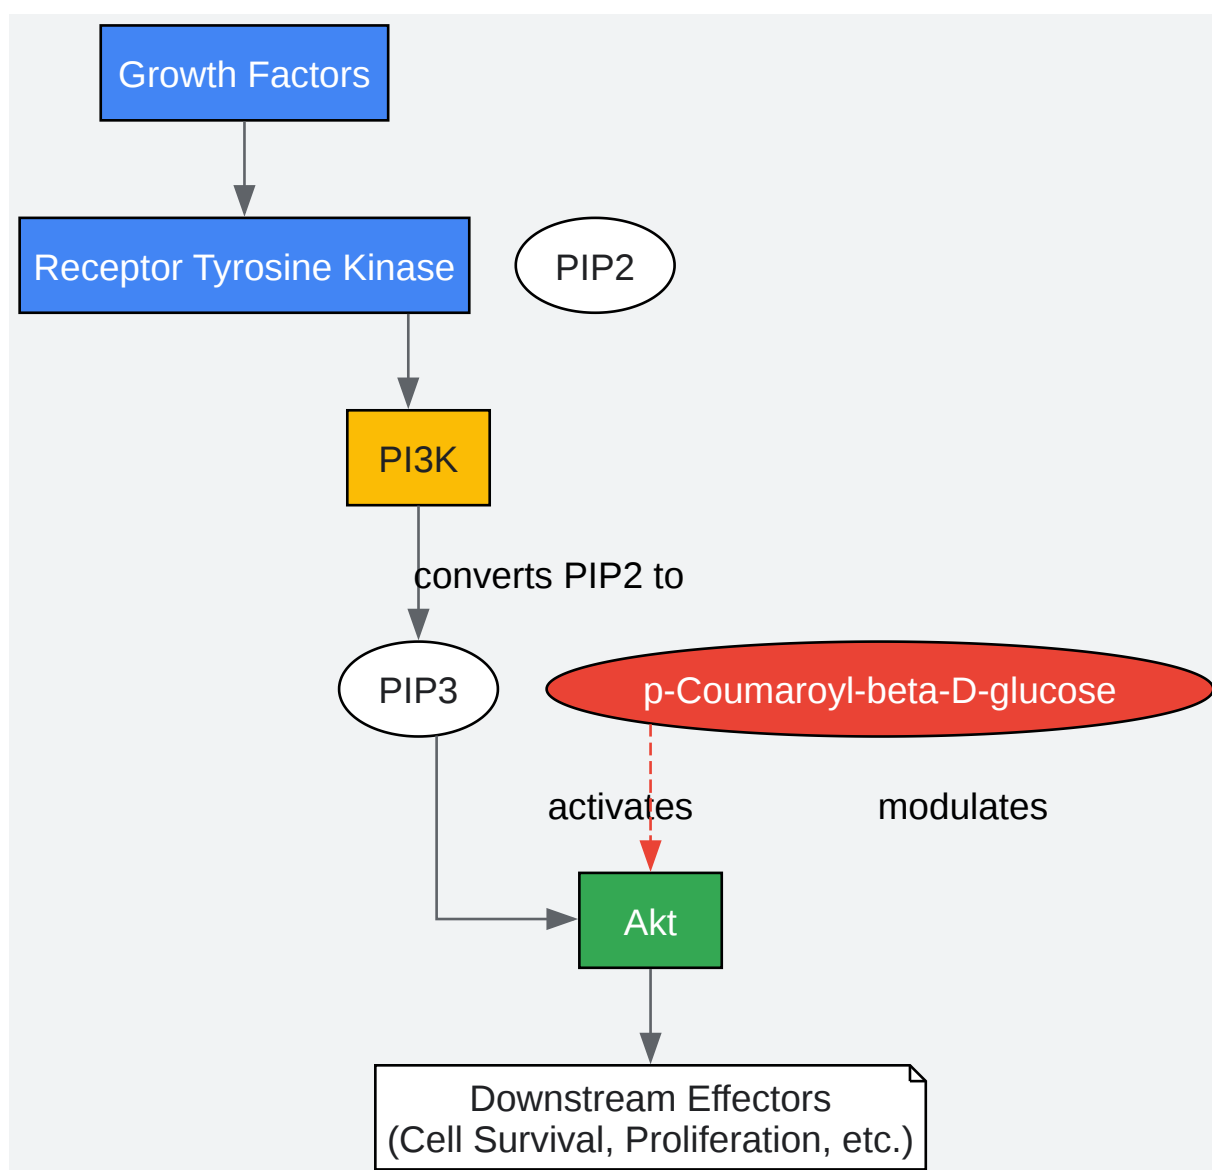 Growth Factors
Receptor Tyrosine Kinase
PIP2
PI3K
converts PIP2 to
PIP3
p-Coumaroyl-beta-D-glucose
activates
modulates
Akt
Downstream Effectors
(Cell Survival, Proliferation, etc.)